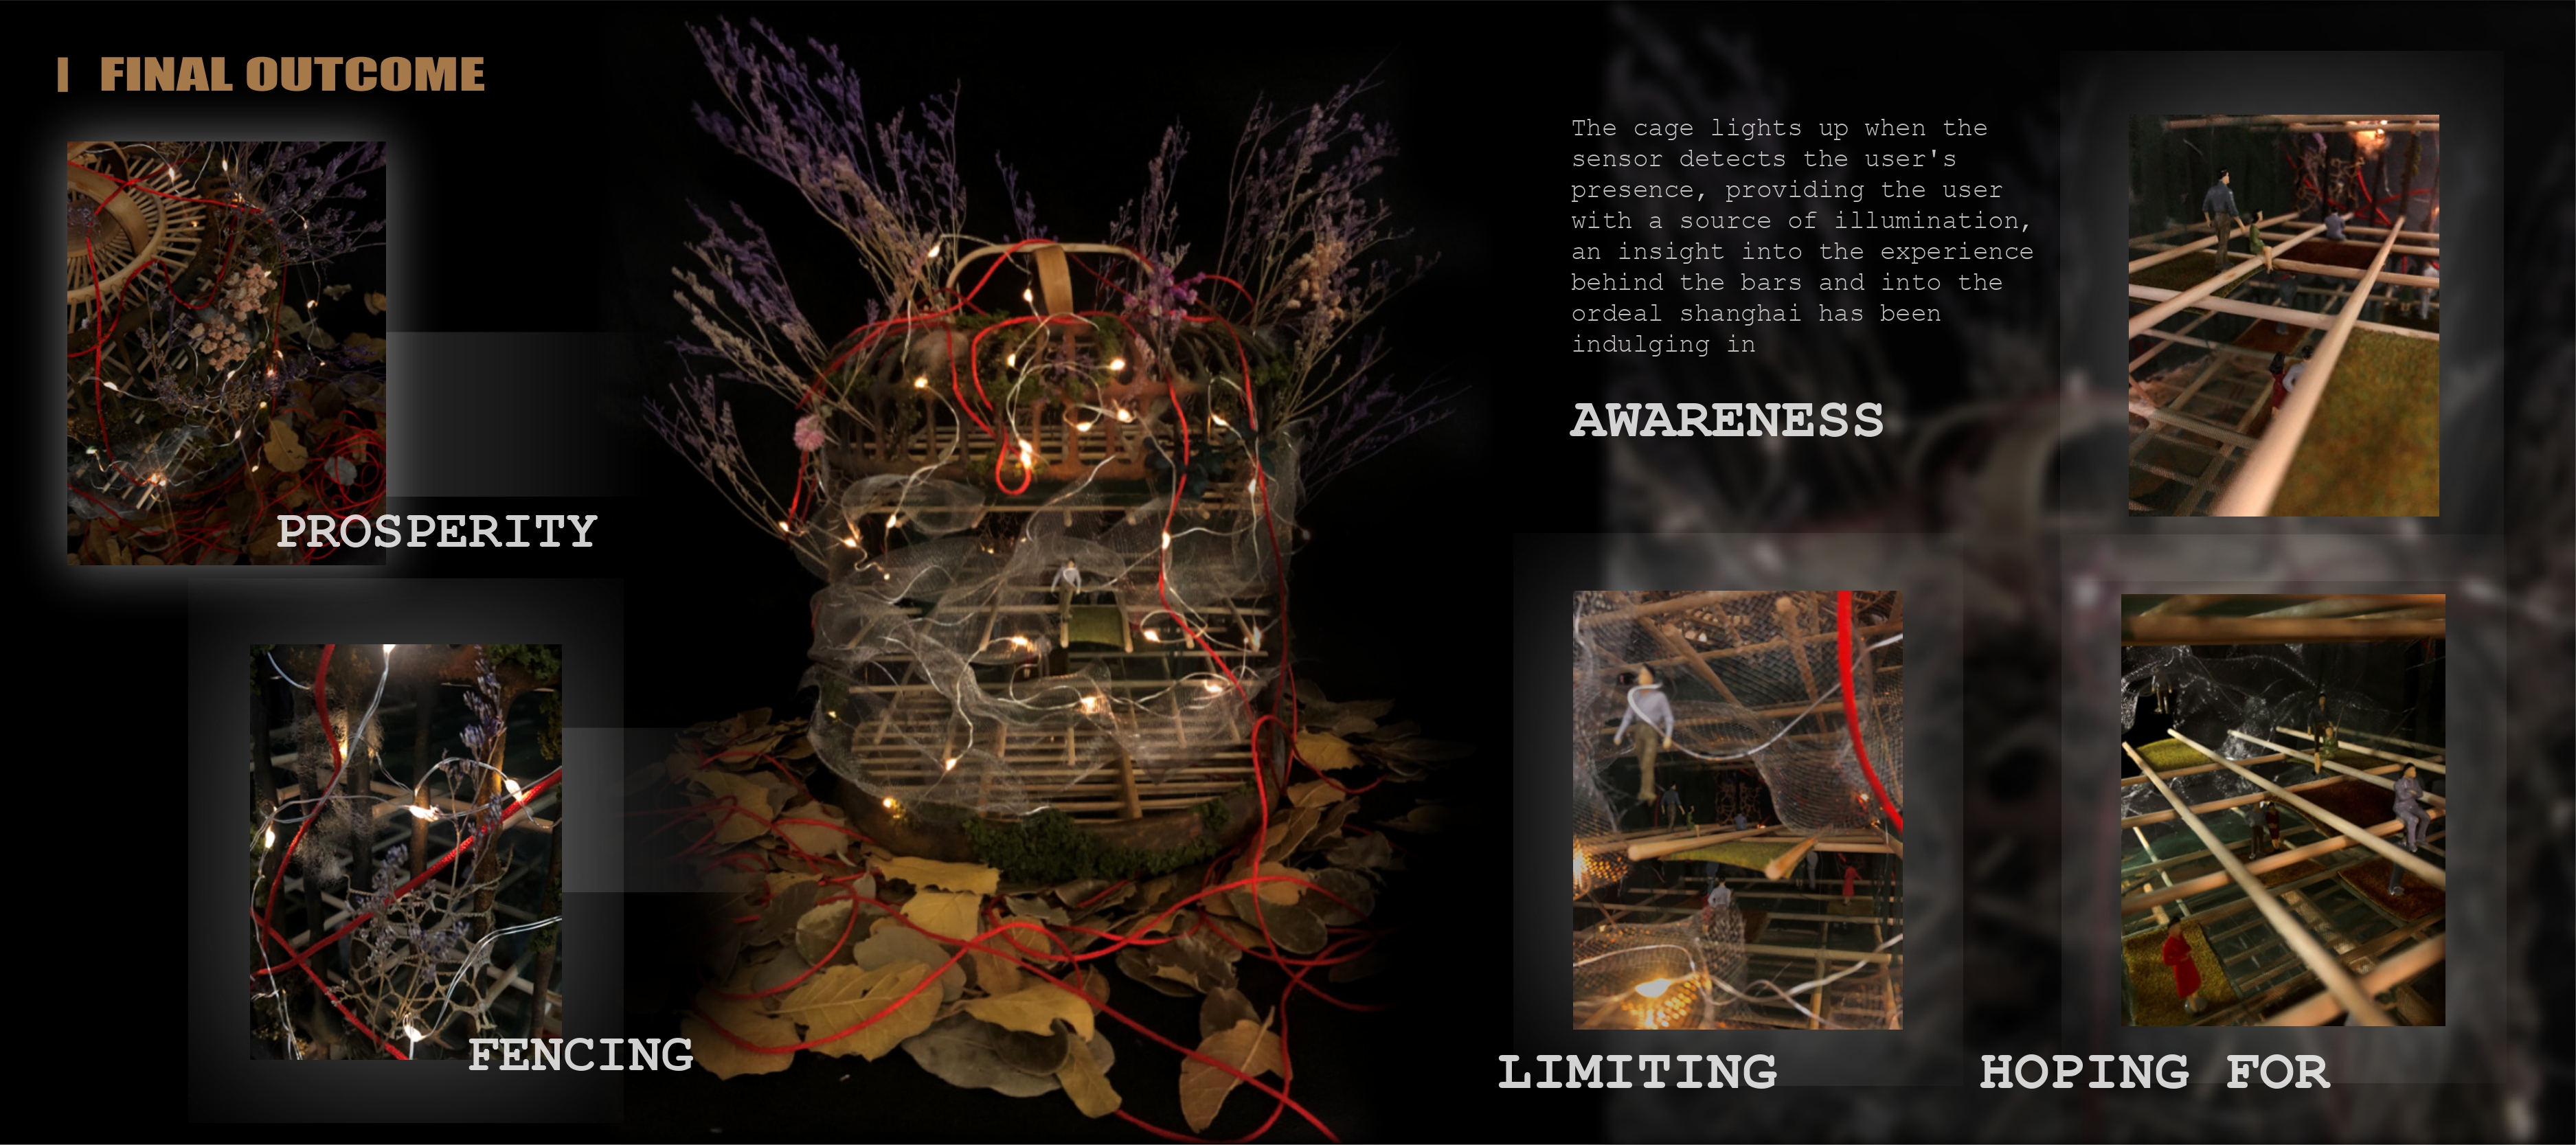 | FINAL OUTCOME
PROSPERITY
FENCING
The cage lights up when the
sensor detects the user's
presence, providing the user
with a source of illumination,
an insight into the experience
behind the bars and into the
ordeal shanghai has been
indulging in
AWARENESS
LIMITING
HOPING FOR